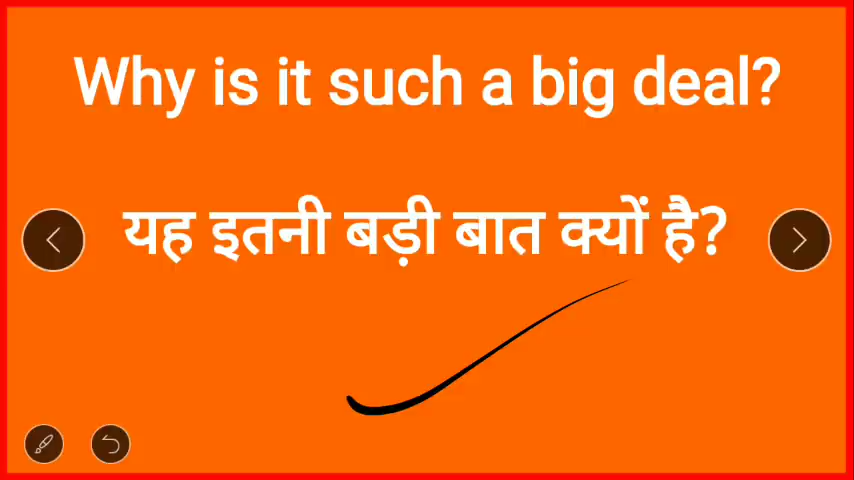 Why is it such a big deal?
यह इतनी बड़ी बात क्यों है?